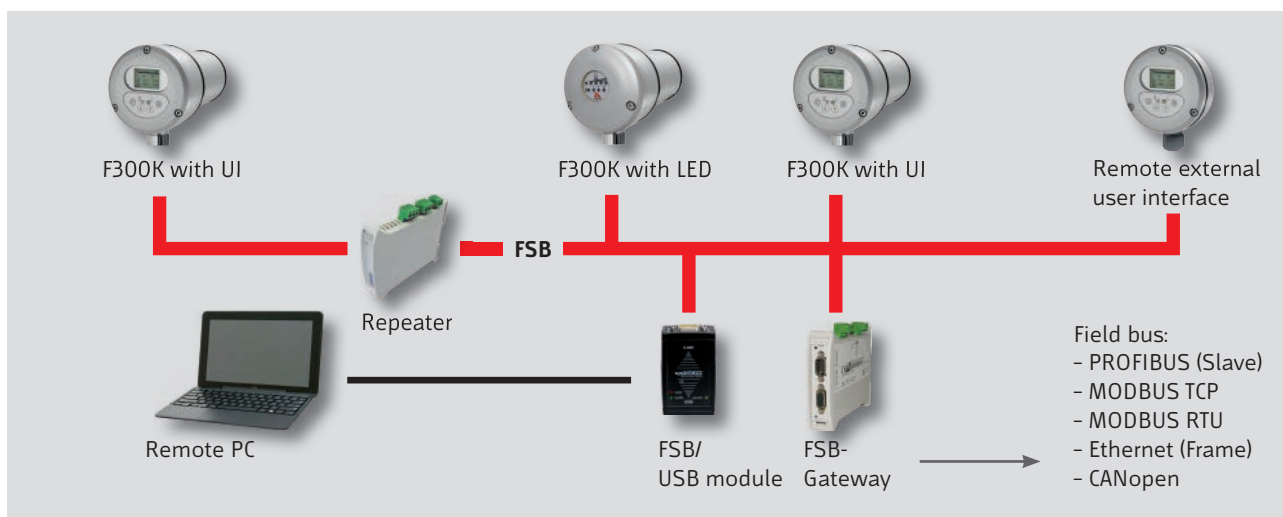 F300K with UI
F300K with LED
F300K with UI
Remote external
user interface
FSB
Repeater
Remote PC
FSB/
USB module
FSB-
Gateway
Field bus:
– PROFIBUS (Slave)
– MODBUS TCP
– MODBUS RTU
– Ethernet (Frame)
– CANopen